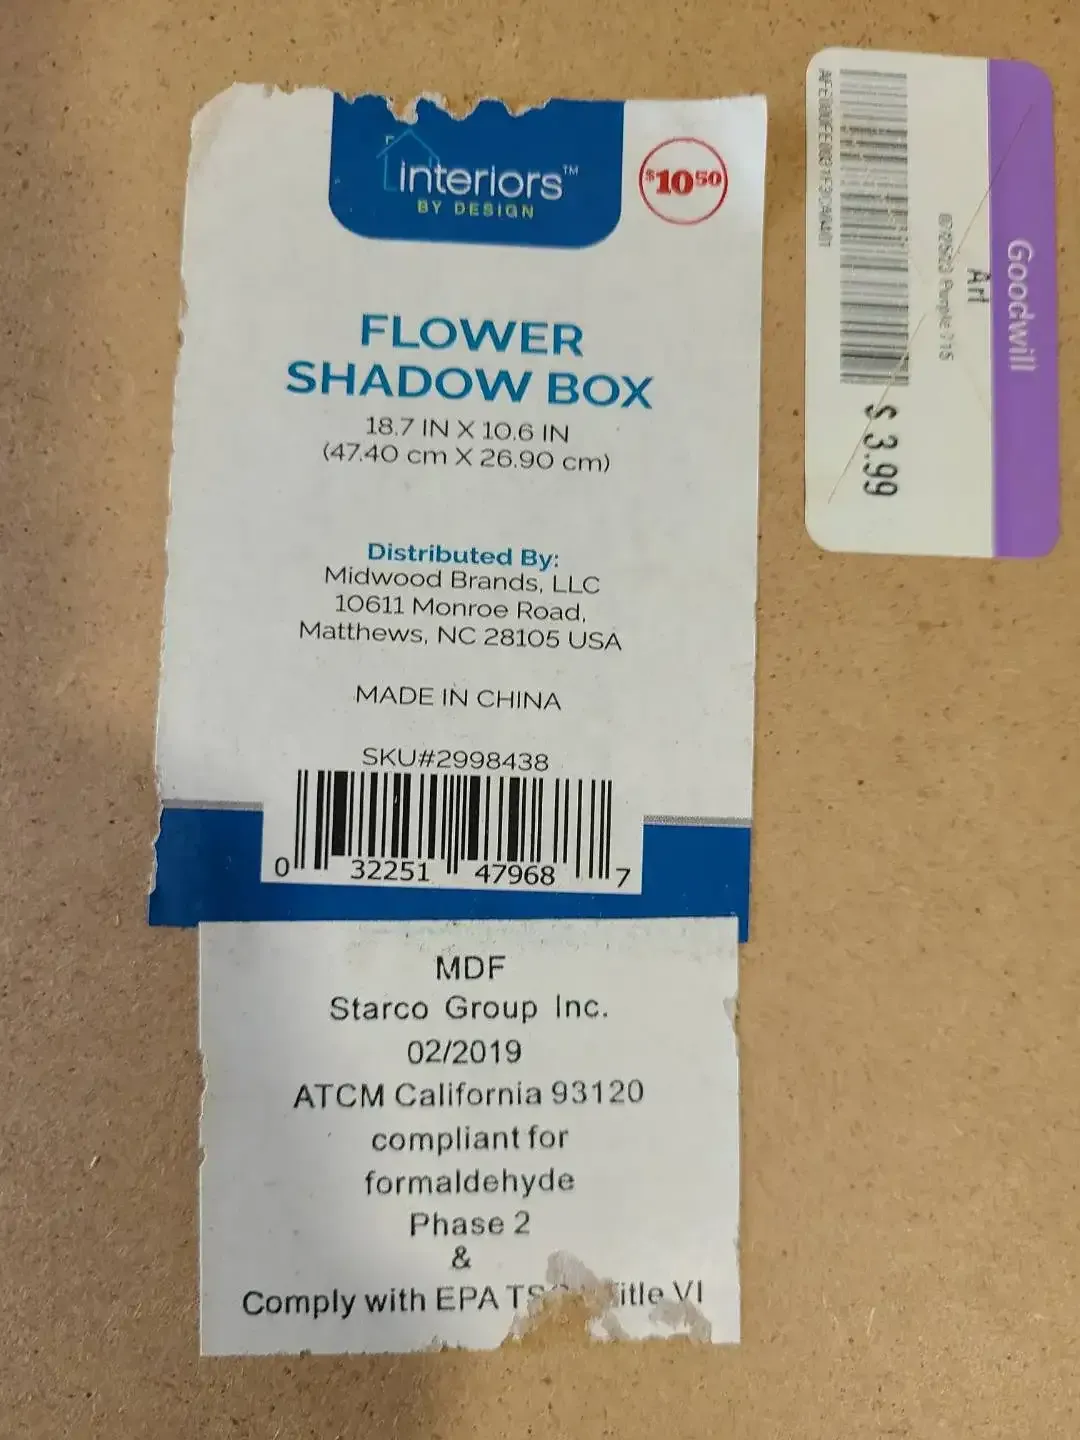 interiors™
BY DESIGN
$10⁵⁰
FLOWER
SHADOW BOX
18.7 IN X 10.6 IN
(47.40 cm X 26.90 cm)
Distributed By:
Midwood Brands, LLC
10611 Monroe Road,
Matthews, NC 28105 USA
MADE IN CHINA
SKU#2998438
0 32251 47968 7
MDF
Starco Group Inc.
02/2019
ATCM California 93120
compliant for
formaldehyde
Phase 2
&
Comply with EPA VI
Goodwill
Art
Purple
$ 3.99